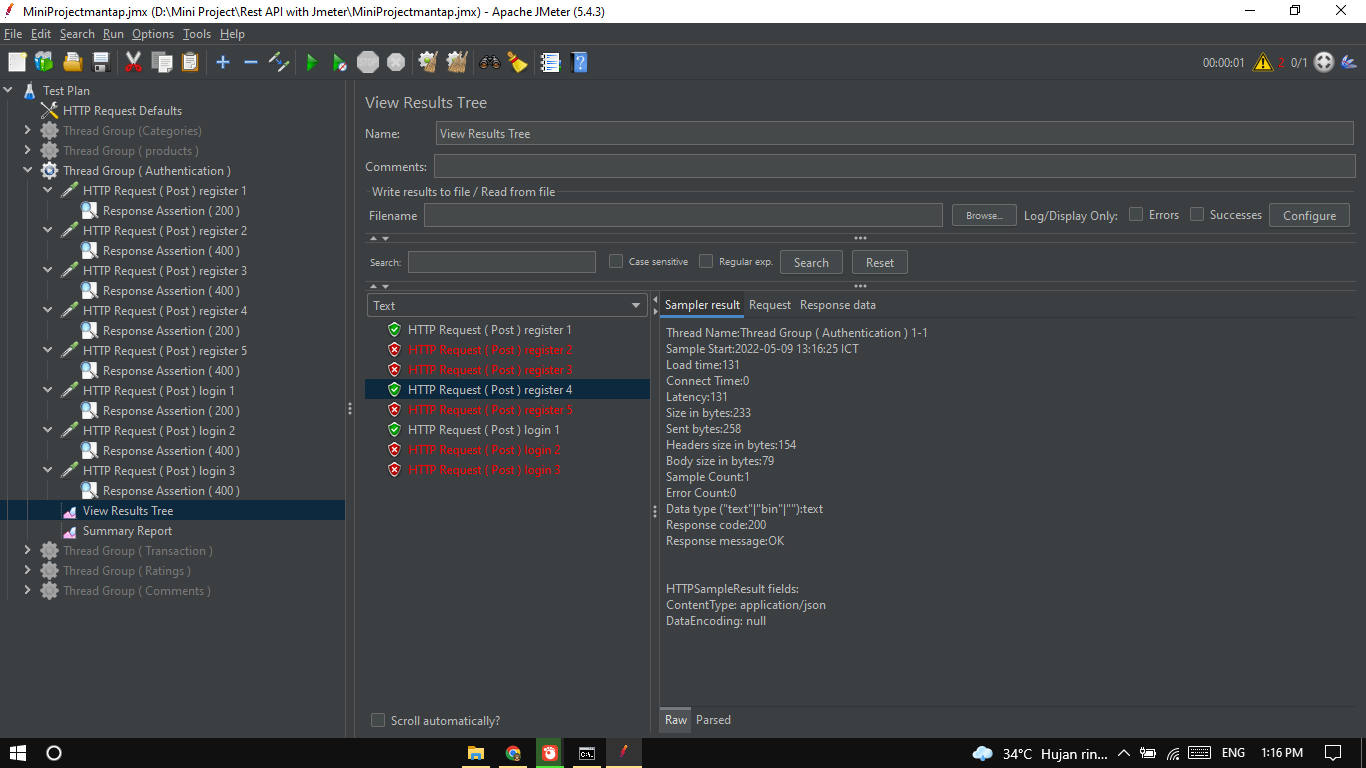 MiniProjectmantap.jmx (D:\Mini Project\Rest API with Jmeter\MiniProjectmantap.jmx) - Apache JMeter (5.4.3)
File Edit Search Run Options Tools Help
STOP 00:00:01 2 0/1
Test Plan
HTTP Request Defaults
Thread Group (Categories)
Thread Group ( products )
Thread Group ( Authentication )
HTTP Request ( Post ) register 1
Response Assertion ( 200 )
HTTP Request ( Post ) register 2
Response Assertion ( 400 )
HTTP Request ( Post ) register 3
Response Assertion ( 400 )
HTTP Request ( Post ) register 4
Response Assertion ( 200 )
HTTP Request ( Post ) register 5
Response Assertion ( 400 )
HTTP Request ( Post ) login 1
Response Assertion ( 200 )
HTTP Request ( Post ) login 2
Response Assertion ( 400 )
HTTP Request ( Post ) login 3
Response Assertion ( 400 )
View Results Tree
Summary Report
Thread Group ( Transaction )
Thread Group ( Ratings )
Thread Group ( Comments )
View Results Tree
Name: View Results Tree
Comments:
Write results to file / Read from file
Filename Browse... Log/Display Only: Errors Successes Configure
Search: Case sensitive Regular exp. Search Reset
Text
HTTP Request ( Post ) register 1
HTTP Request ( Post ) register 2
HTTP Request ( Post ) register 3
HTTP Request ( Post ) register 4
HTTP Request ( Post ) register 5
HTTP Request ( Post ) login 1
HTTP Request ( Post ) login 2
HTTP Request ( Post ) login 3
Scroll automatically?
Sampler result Request Response data
Thread Name:Thread Group ( Authentication ) 1-1
Sample Start:2022-05-09 13:16:25 ICT
Load time:131
Connect Time:0
Latency:131
Size in bytes:233
Sent bytes:258
Headers size in bytes:154
Body size in bytes:79
Sample Count:1
Error Count:0
Data type ("text"|"bin"|""):text
Response code:200
Response message:OK
HTTPSampleResult fields:
ContentType: application/json
DataEncoding: null
Raw Parsed
34°C Hujan rin... ENG 1:16 PM